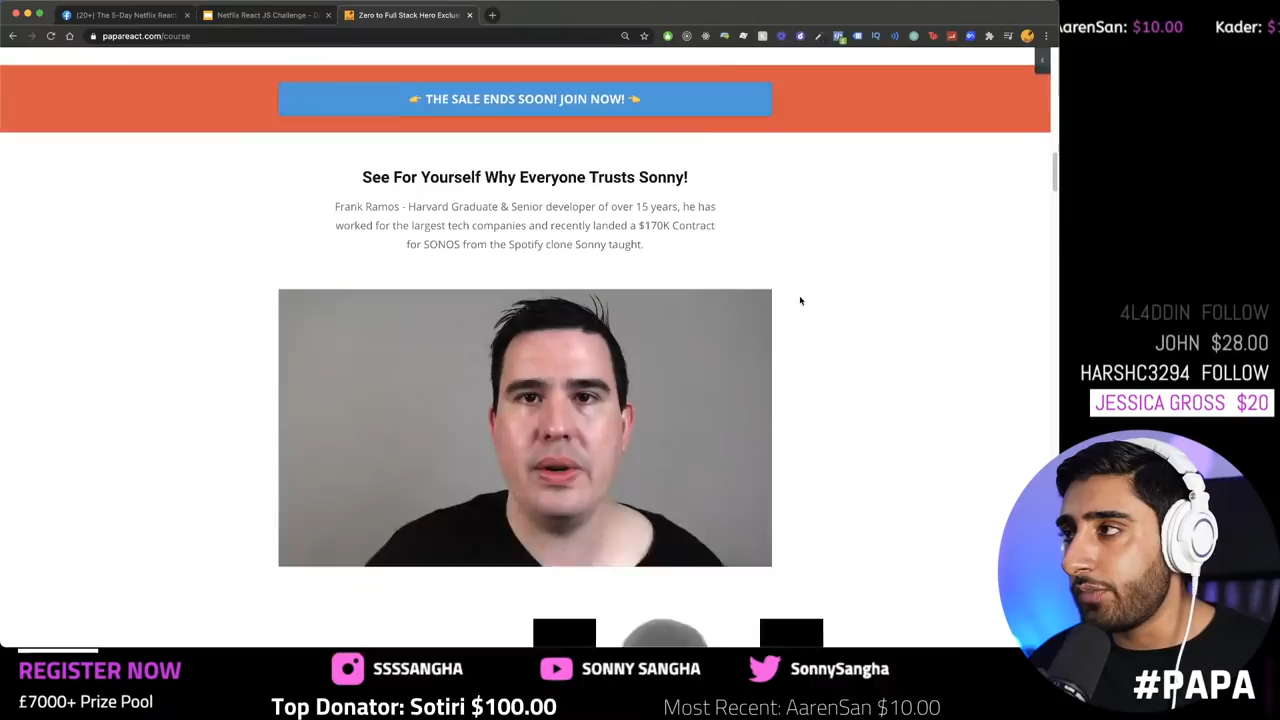 (20+) The 5-Day Netflix Reac
Netflix React JS Challenge - D
Zero to Full Stack Hero Exclus
papareact.com/course
arenSan: $10.00 Kader: $
THE SALE ENDS SOON! JOIN NOW!
See For Yourself Why Everyone Trusts Sonny!
Frank Ramos - Harvard Graduate & Senior developer of over 15 years, he has
worked for the largest tech companies and recently landed a $170K Contract
for SONOS from the Spotify clone Sonny taught.
4L4DDIN FOLLOW
JOHN $28.00
HARSHC3294 FOLLOW
JESSICA GROSS $20
REGISTER NOW
£7000+ Prize Pool
SSSSANGHA
SONNY SANGHA
SonnySangha
Top Donator: Sotiri $100.00
Most Recent: AarenSan $10.00
#PAPA